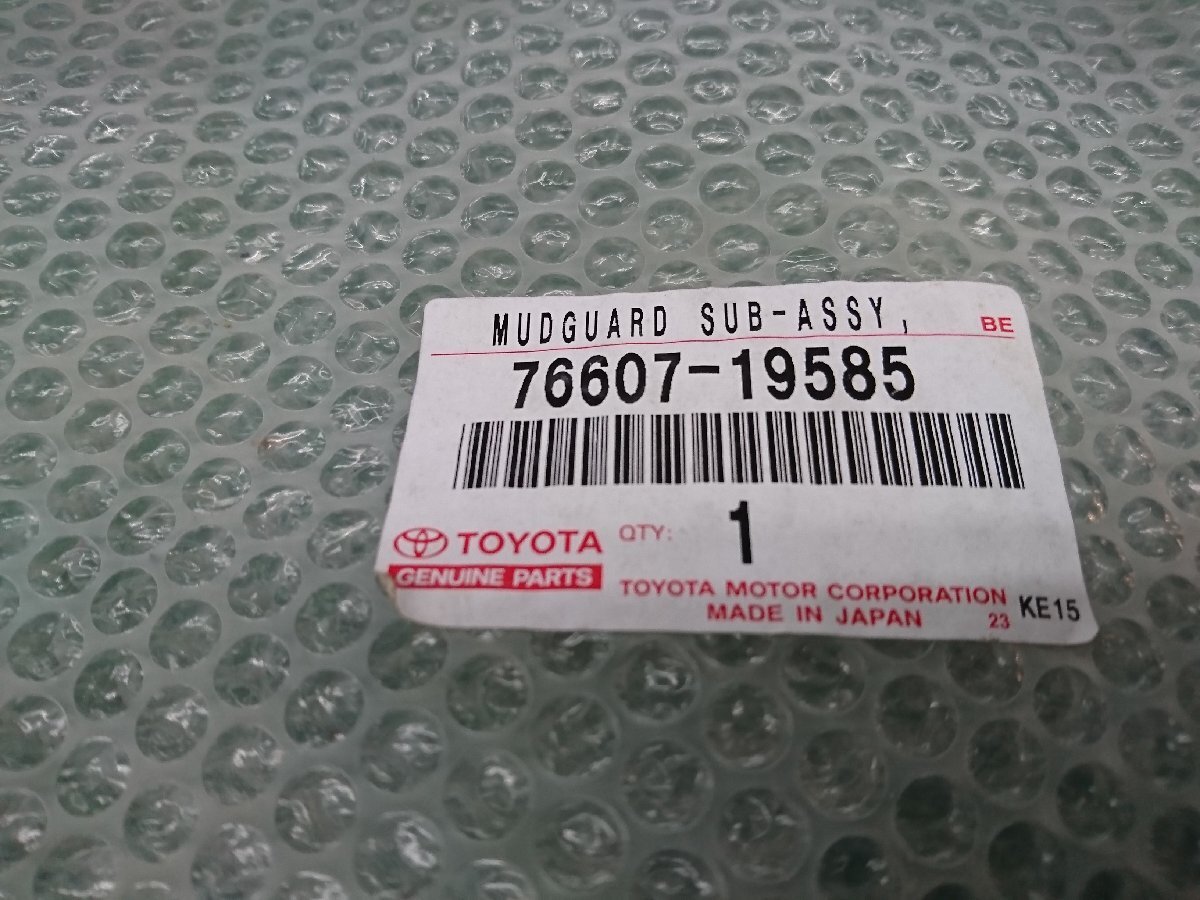 MUDGUARD SUB-ASSY, BE
76607-19585
TOYOTA QTY: 1
GENUINE PARTS
TOYOTA MOTOR CORPORATION
MADE IN JAPAN 23 KE15